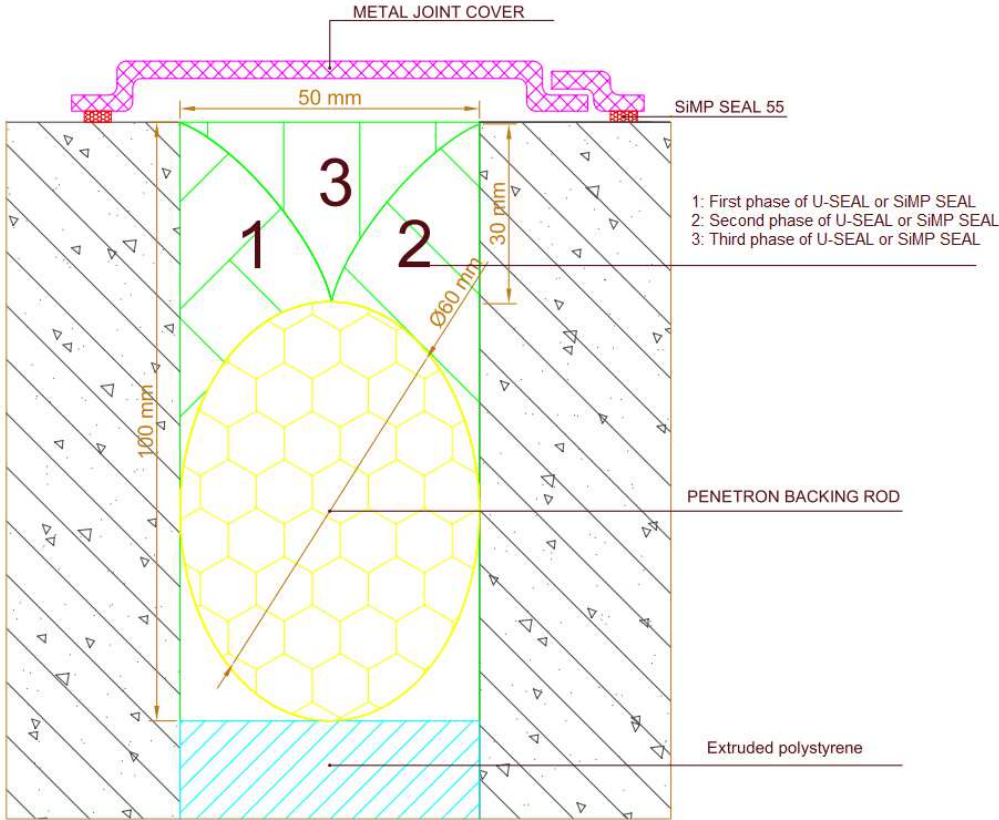 METAL JOINT COVER
50 mm
SiMP SEAL 55
3
1
2
30 mm
1: First phase of U-SEAL or SiMP SEAL
2: Second phase of U-SEAL or SiMP SEAL
3: Third phase of U-SEAL or SiMP SEAL
Ø60 mm
100 mm
PENETRON BACKING ROD
Extruded polystyrene